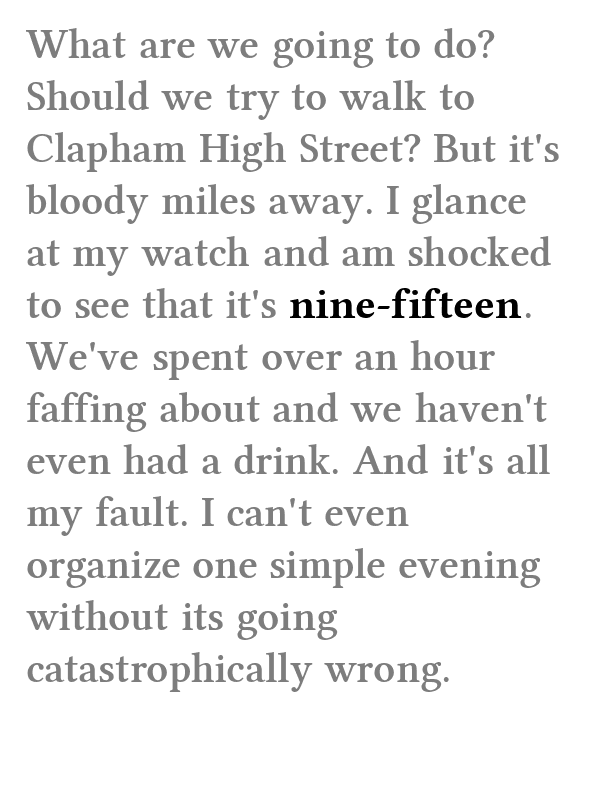 What are we going to do?
Should we try to walk to
Clapham High Street? But it's
bloody miles away. I glance
at my watch and am shocked
to see that it's nine-fifteen.
We've spent over an hour
faffing about and we haven't
even had a drink. And it's all
my fault. I can't even
organize one simple evening
without its going
catastrophically wrong.